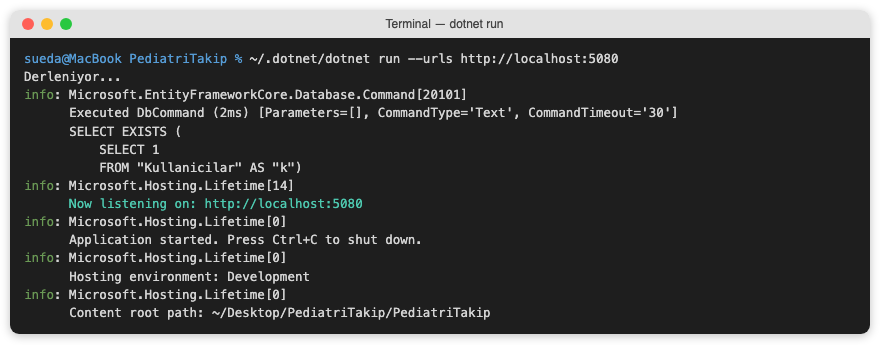 Terminal — dotnet run
sueda@MacBook PediatriTakip % ~/.dotnet/dotnet run --urls http://localhost:5080
Derleniyor...
info: Microsoft.EntityFrameworkCore.Database.Command[20101]
Executed DbCommand (2ms) [Parameters=[], CommandType='Text', CommandTimeout='30']
SELECT EXISTS (
SELECT 1
FROM "Kullanicilar" AS "k")
info: Microsoft.Hosting.Lifetime[14]
Now listening on: http://localhost:5080
info: Microsoft.Hosting.Lifetime[0]
Application started. Press Ctrl+C to shut down.
info: Microsoft.Hosting.Lifetime[0]
Hosting environment: Development
info: Microsoft.Hosting.Lifetime[0]
Content root path: ~/Desktop/PediatriTakip/PediatriTakip